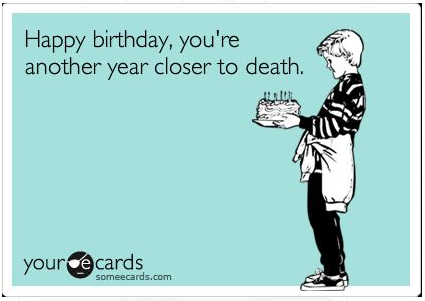 Happy birthday, you're
another year closer to death.
your e cards
someecards.com